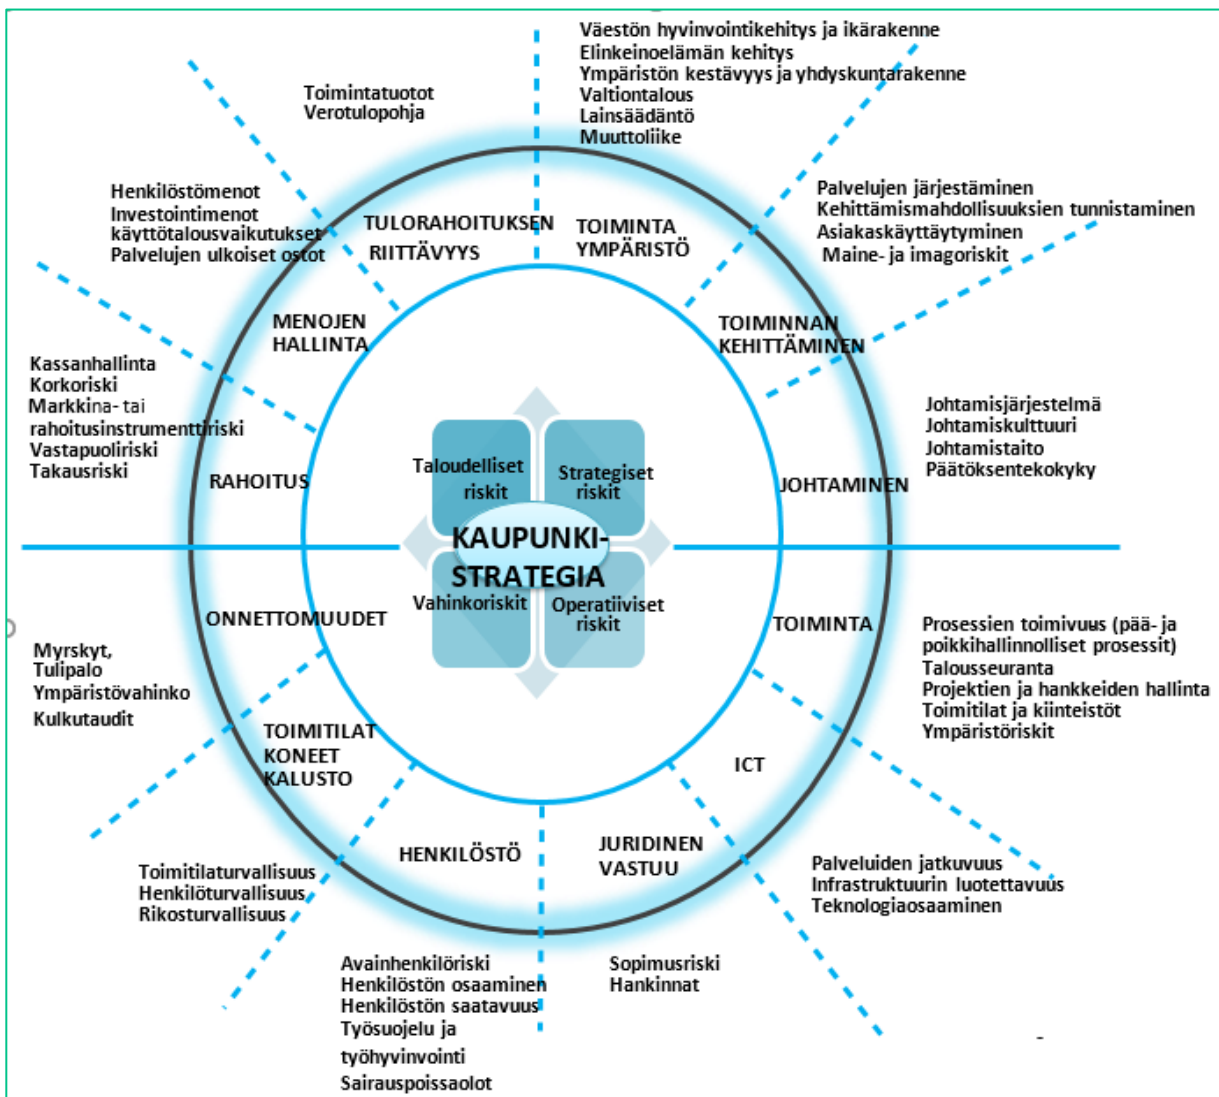 Väestön hyvinvointikehitys ja ikärakenne
Elinkeinoelämän kehitys
Ympäristön kestävyys ja yhdyskuntarakenne
Valtiontalous
Lainsäädäntö
Muuttoliike
Toimintatuotot
Verotulopohja
Henkilöstömenot
Investointimenot
käyttötalousvaikutukset
Palvelujen ulkoiset ostot
Palvelujen järjestäminen
Kehittämismahdollisuuksien tunnistaminen
Asiakaskäyttäytyminen
Maine- ja imagoriskit
TULORAHOITUKSEN
RIITTÄVYYS
TOIMINTA
YMPÄRISTÖ
MENOJEN
HALLINTA
TOIMINNAN
KEHITTÄMINEN
Kassanhallinta
Korkoriski
Markkina- tai
rahoitusinstrumenttiriski
Vastapuoliriski
Takausriski
RAHOITUS
JOHTAMINEN
Johtamisjärjestelmä
Johtamiskulttuuri
Johtamistaito
Päätöksentekokyky
Taloudelliset
riskit
Strategiset
riskit
KAUPUNKI-
STRATEGIA
Vahinkoriskit
Operatiiviset
riskit
ONNETTOMUUDET
TOIMINTA
Myrskyt,
Tulipalo
Ympäristövahinko
Kulkutaudit
Prosessien toimivuus (pää- ja
poikkihallinnolliset prosessit)
Talousseuranta
Projektien ja hankkeiden hallinta
Toimitilat ja kiinteistöt
Ympäristöriskit
TOIMITILAT
KONEET
KALUSTO
ICT
HENKILÖSTÖ
JURIDINEN
VASTUU
Toimitilaturvallisuus
Henkilöturvallisuus
Rikosturvallisuus
Palveluiden jatkuvuus
Infrastruktuurin luotettavuus
Teknologiaosaaminen
Avainhenkilöriski
Henkilöstön osaaminen
Henkilöstön saatavuus
Työsuojelu ja
työhyvinvointi
Sairauspoissaolot
Sopimusriski
Hankinnat